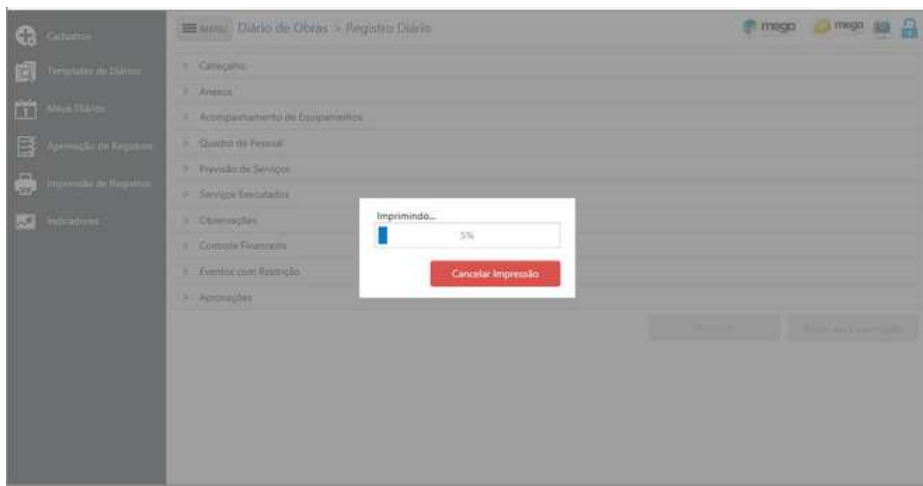 Cadastros
Templates de Diários
Meus Diários
Aprovação de Registros
Impressão de Registros
Indicadores
MENU Diário de Obras > Registro Diário
mega mega
Cabeçalho
Anexos
Acompanhamento de Equipamentos
Quadro de Pessoal
Previsão de Serviços
Serviços Executados
Observações
Controle Financeiro
Eventos com Restrição
Aprovações
Imprimindo...
5%
Cancelar Impressão